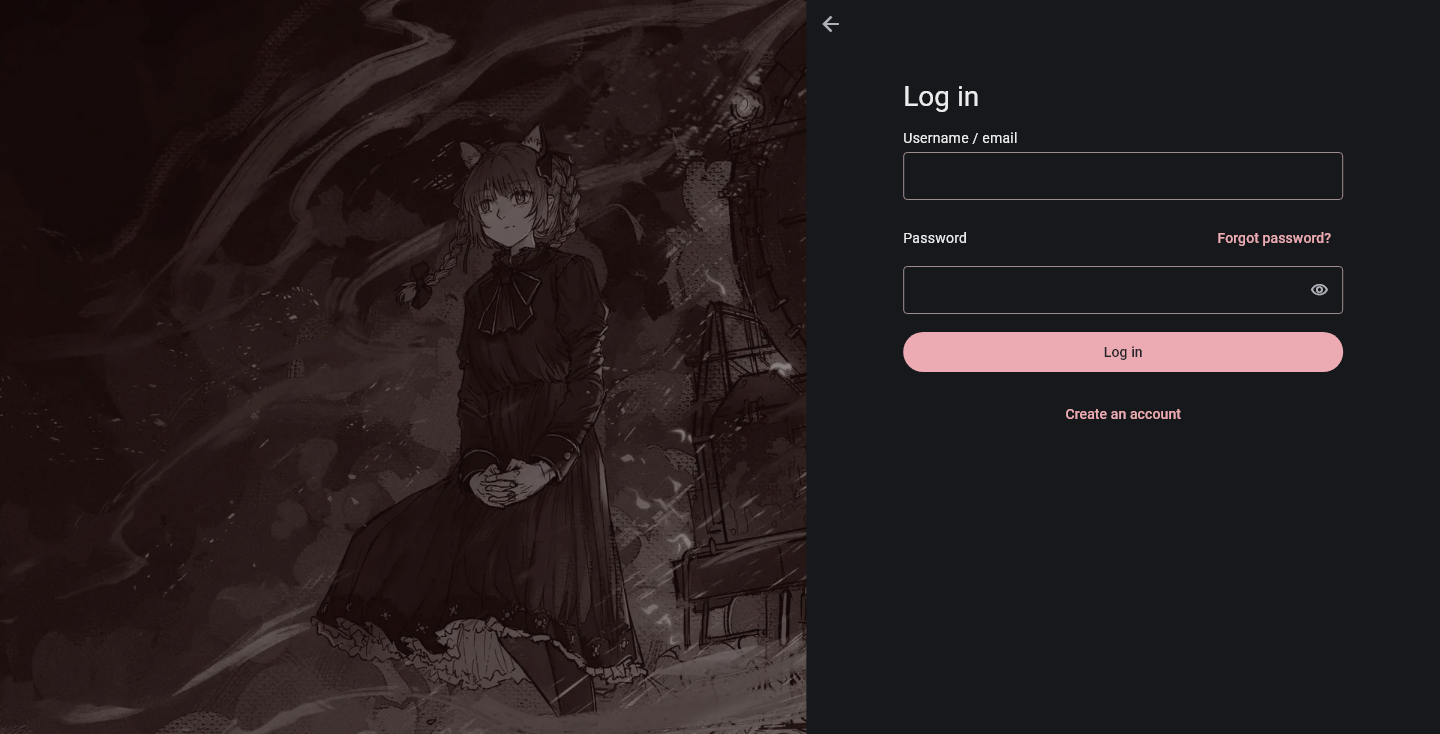 Log in
Username / email
Password
Forgot password?
Log in
Create an account